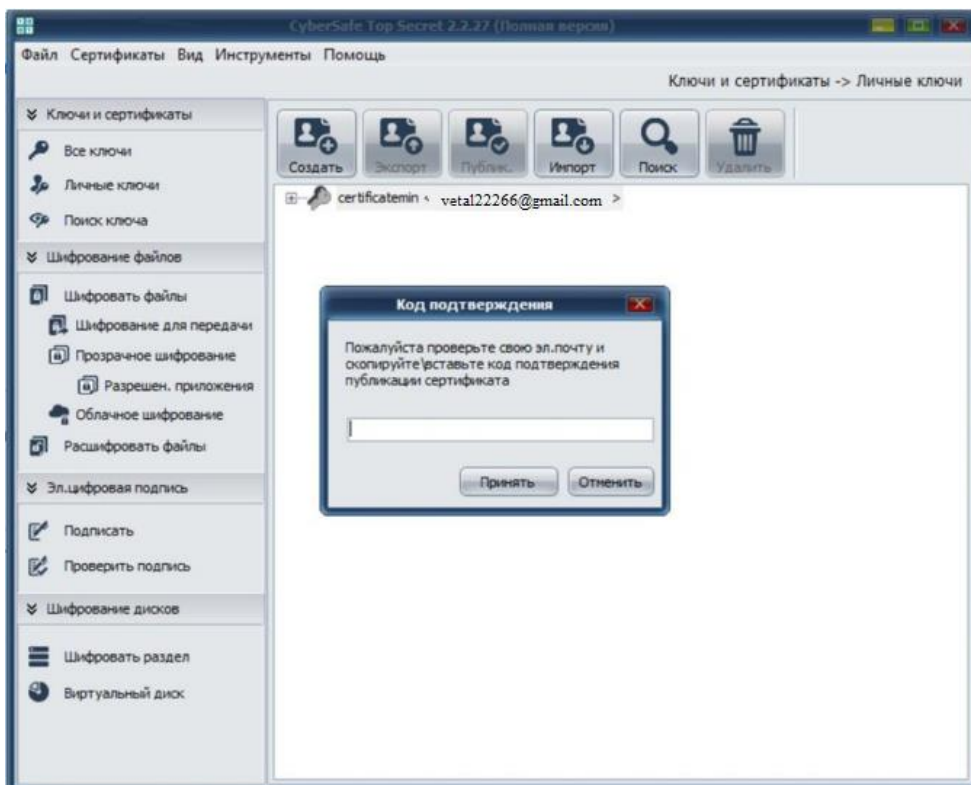 CyberSafe Top Secret 2.2.27 (Полная версия)
Файл Сертификаты Вид Инструменты Помощь
Ключи и сертификаты -> Личные ключи
Ключи и сертификаты
Все ключи
Личные ключи
Поиск ключа
Шифрование файлов
Шифровать файлы
Шифрование для передачи
Прозрачное шифрование
Разрешен. приложения
Облачное шифрование
Расшифровать файлы
Эл.цифровая подпись
Подписать
Проверить подпись
Шифрование дисков
Шифровать раздел
Виртуальный диск
Создать Экспорт Публик. Импорт Поиск Удалить
certificatemin < vetal22266@gmail.com >
Код подтверждения
Пожалуйста проверьте свою эл.почту и
скопируйте\вставьте код подтверждения
публикации сертификата
Принять Отменить